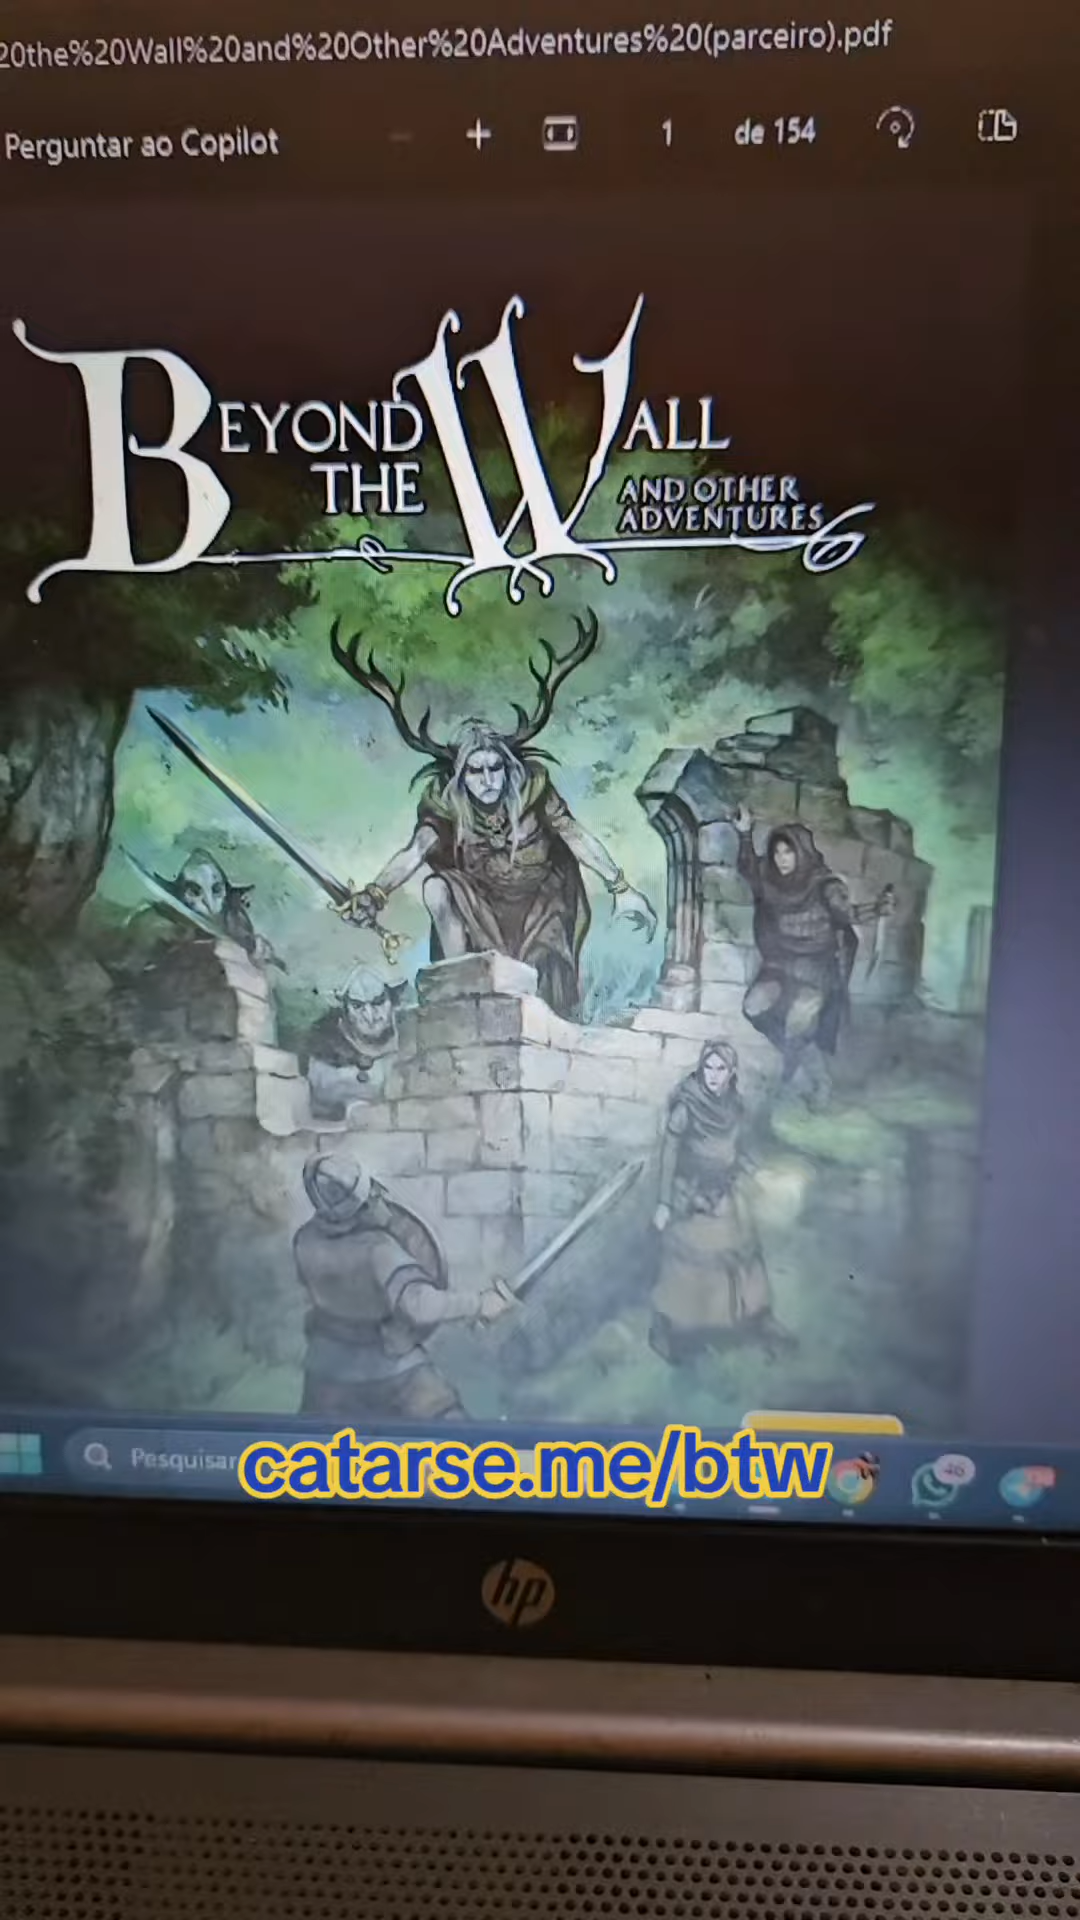 20the%20Wall%20and%20Other%20Adventures%20(parceiro).pdf
Perguntar ao Copilot
1 de 154
BEYOND THE WALL
AND OTHER
ADVENTURES
Pesquisar
catarse.me/btw
hp